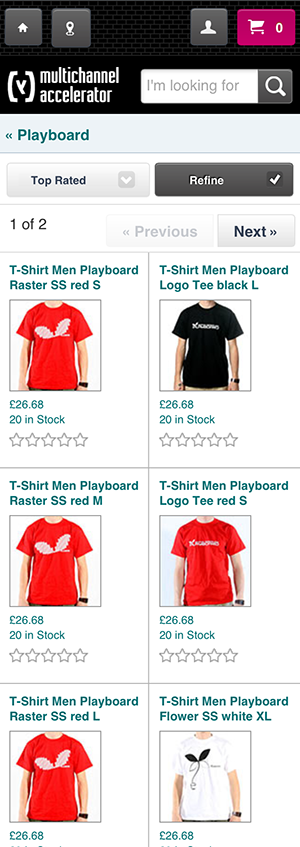 0
multichannel
accelerator
I'm looking for
« Playboard
Top Rated
Refine
1 of 2
« Previous
Next »
T-Shirt Men Playboard
Raster SS red S
£26.68
20 in Stock
T-Shirt Men Playboard
Logo Tee black L
£26.68
20 in Stock
T-Shirt Men Playboard
Raster SS red M
£26.68
20 in Stock
T-Shirt Men Playboard
Logo Tee red S
£26.68
20 in Stock
T-Shirt Men Playboard
Raster SS red L
£26.68
T-Shirt Men Playboard
Flower SS white XL
£26.68